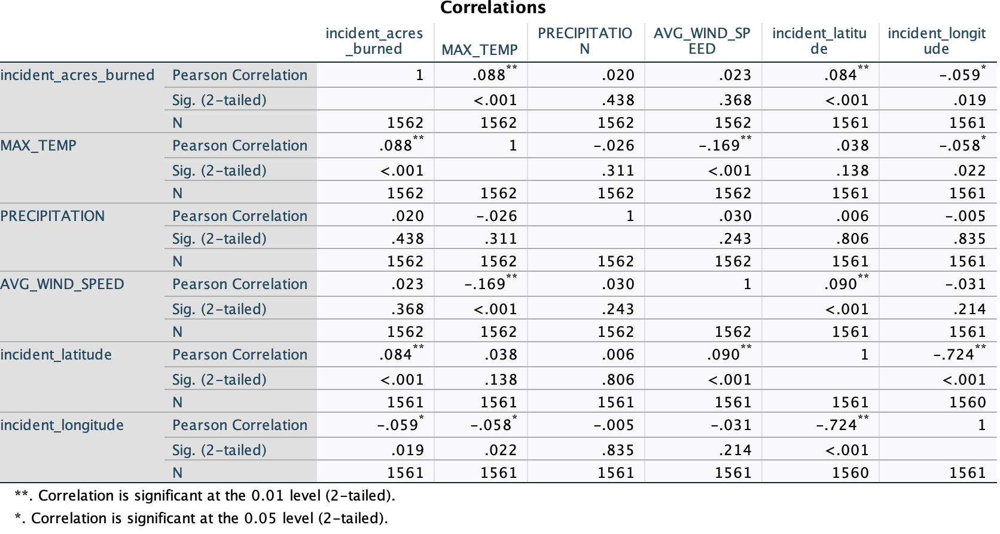 Correlations
incident_acres_burned MAX_TEMP PRECIPITATION AVG_WIND_SPEED incident_latitude incident_longitude
incident_acres_burned Pearson Correlation 1 .088** .020 .023 .084** -.059*
Sig. (2-tailed) <.001 .438 .368 <.001 .019
N 1562 1562 1562 1562 1561 1561
MAX_TEMP Pearson Correlation .088** 1 -.026 -.169** .038 -.058*
Sig. (2-tailed) <.001 .311 <.001 .138 .022
N 1562 1562 1562 1562 1561 1561
PRECIPITATION Pearson Correlation .020 -.026 1 .030 .006 -.005
Sig. (2-tailed) .438 .311 .243 .806 .835
N 1562 1562 1562 1562 1561 1561
AVG_WIND_SPEED Pearson Correlation .023 -.169** .030 1 .090** -.031
Sig. (2-tailed) .368 <.001 .243 <.001 .214
N 1562 1562 1562 1562 1561 1561
incident_latitude Pearson Correlation .084** .038 .006 .090** 1 -.724**
Sig. (2-tailed) <.001 .138 .806 <.001 <.001
N 1561 1561 1561 1561 1561 1560
incident_longitude Pearson Correlation -.059* -.058* -.005 -.031 -.724** 1
Sig. (2-tailed) .019 .022 .835 .214 <.001
N 1561 1561 1561 1561 1560 1561
**. Correlation is significant at the 0.01 level (2-tailed).
*. Correlation is significant at the 0.05 level (2-tailed).